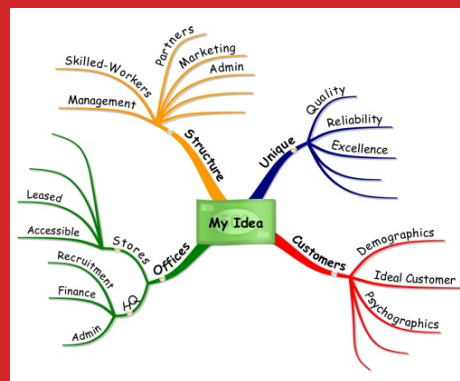 Partners
Marketing
Admin
Skilled-Workers
Management
Structure
Unique
Quality
Reliability
Excellence
My Idea
Leased
Accessible
Stores
Offices
Recruitment
Finance
HQ
Admin
Customers
Demographics
Ideal Customer
Psychographics